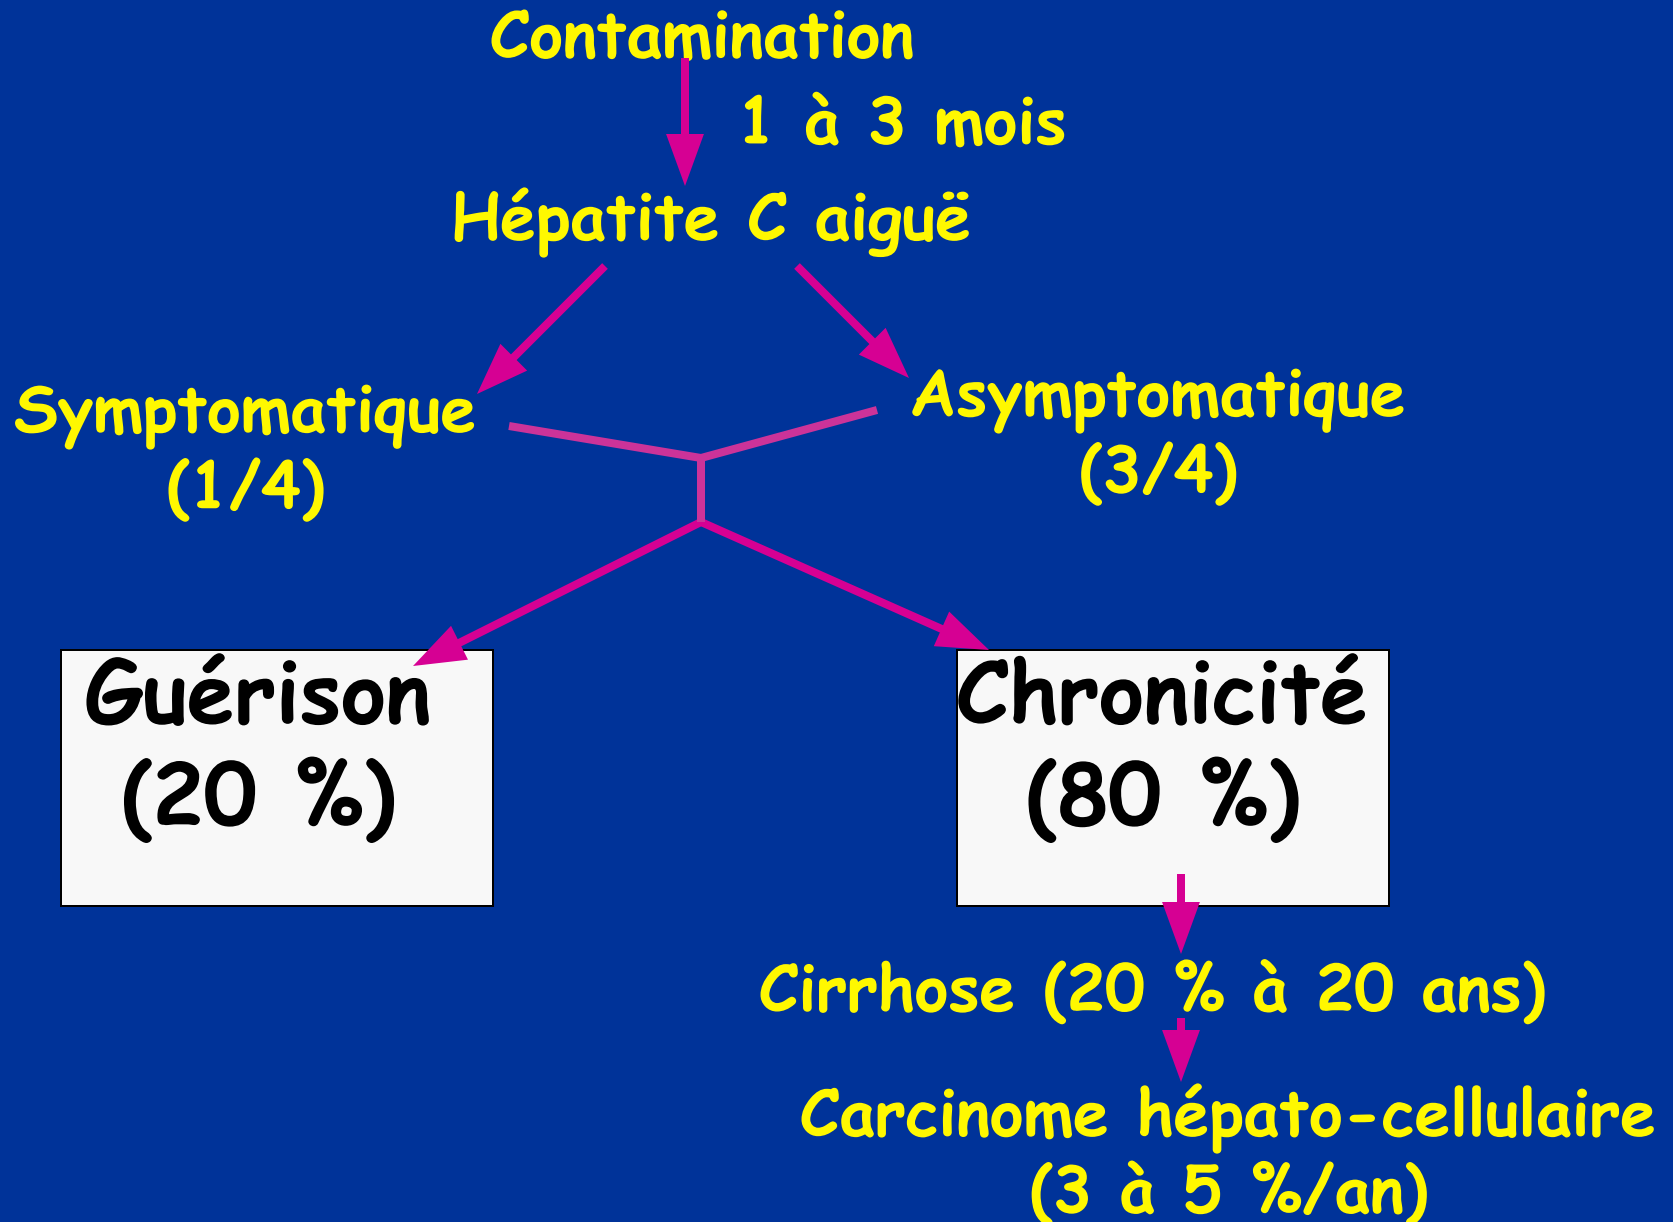 Contamination
1 à 3 mois
Hépatite C aiguë
Symptomatique
(1/4)
Asymptomatique
(3/4)
Guérison
(20 %)
Chronicité
(80 %)
Cirrhose (20 % à 20 ans)
Carcinome hépato-cellulaire
(3 à 5 %/an)